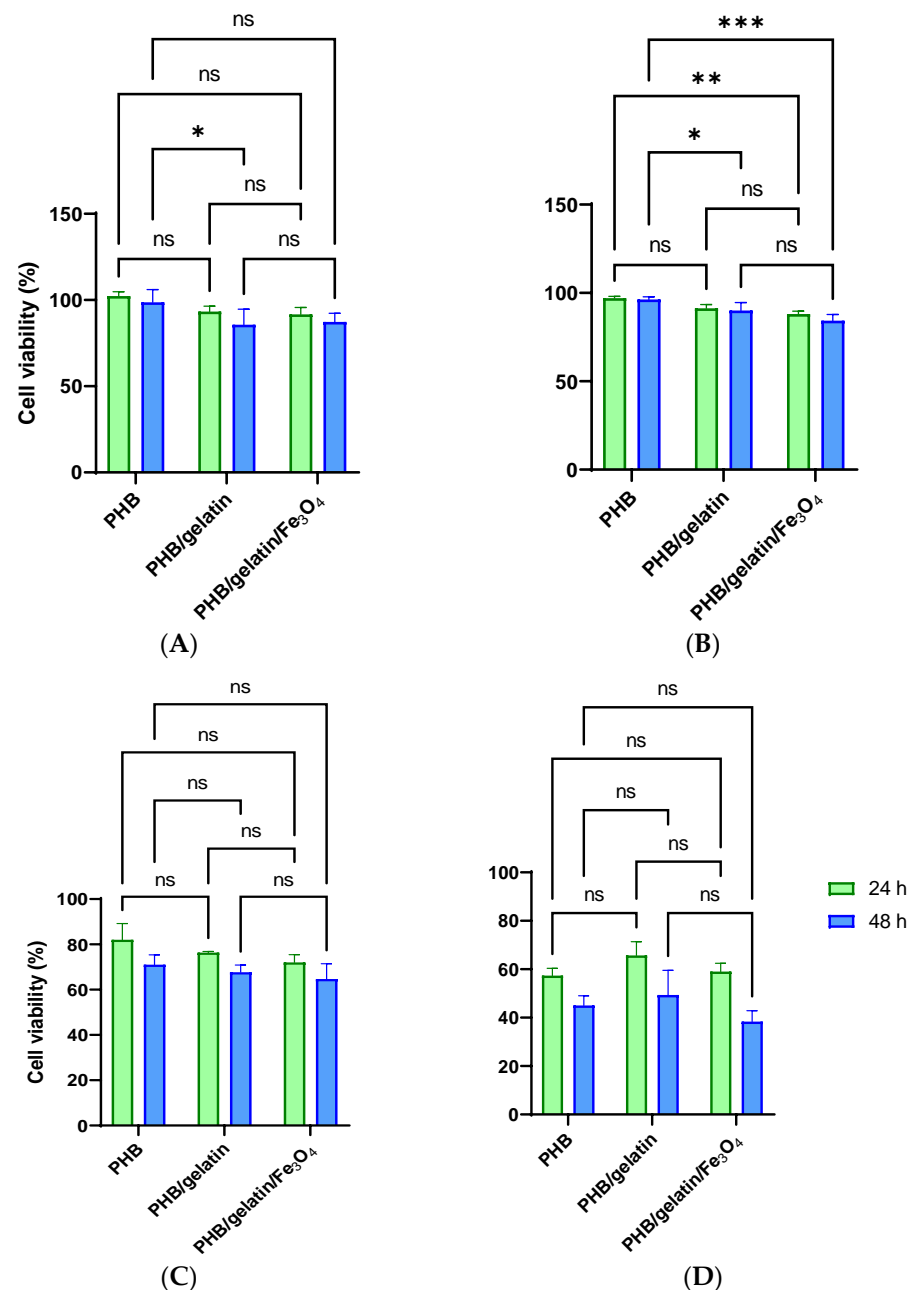 ns
ns
*
ns
ns
ns
150
100
50
0
Cell viability (%)
PHB
PHB/gelatin
PHB/gelatin/Fe₃O₄
(A)
***
**
*
ns
ns
ns
150
100
50
0
PHB
PHB/gelatin
PHB/gelatin/Fe₃O₄
(B)
ns
ns
ns
ns
ns
ns
100
80
60
40
20
0
Cell viability (%)
PHB
PHB/gelatin
PHB/gelatin/Fe₃O₄
(C)
ns
ns
ns
ns
ns
ns
100
80
60
40
20
0
PHB
PHB/gelatin
PHB/gelatin/Fe₃O₄
(D)
24 h
48 h